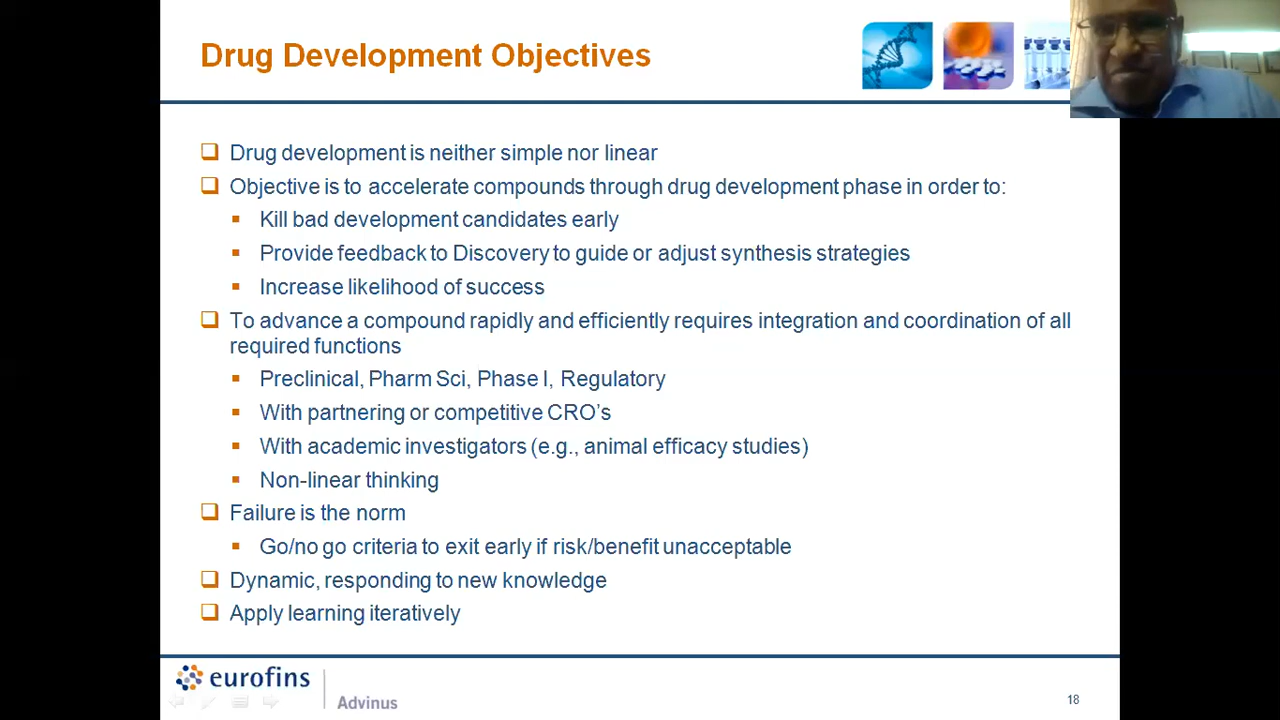 Drug Development Objectives
Drug development is neither simple nor linear
Objective is to accelerate compounds through drug development phase in order to:
Kill bad development candidates early
Provide feedback to Discovery to guide or adjust synthesis strategies
Increase likelihood of success
To advance a compound rapidly and efficiently requires integration and coordination of all
required functions
Preclinical, Pharm Sci, Phase I, Regulatory
With partnering or competitive CRO's
With academic investigators (e.g., animal efficacy studies)
Non-linear thinking
Failure is the norm
Go/no go criteria to exit early if risk/benefit unacceptable
Dynamic, responding to new knowledge
Apply learning iteratively
eurofins
Advinus
18